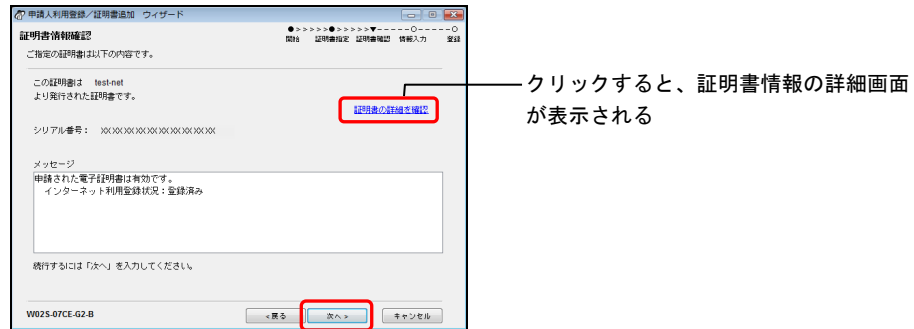 申請人利用登録／証明書追加 ウィザード
証明書情報確認
●>>>>>●>>>>>▼-----○-----○
開始 証明書指定 証明書確認 情報入力 登録
ご指定の証明書は以下の内容です。
この証明書は test-net
より発行された証明書です。
証明書の詳細を確認
シリアル番号： XXXXXXXXXXXXXXXXXXXX
メッセージ
申請された電子証明書は有効です。
インターネット利用登録状況：登録済み
続行するには「次へ」を入力してください。
W02S-07CE-G2-B
<戻る
次へ>
キャンセル
クリックすると、証明書情報の詳細画面
が表示される